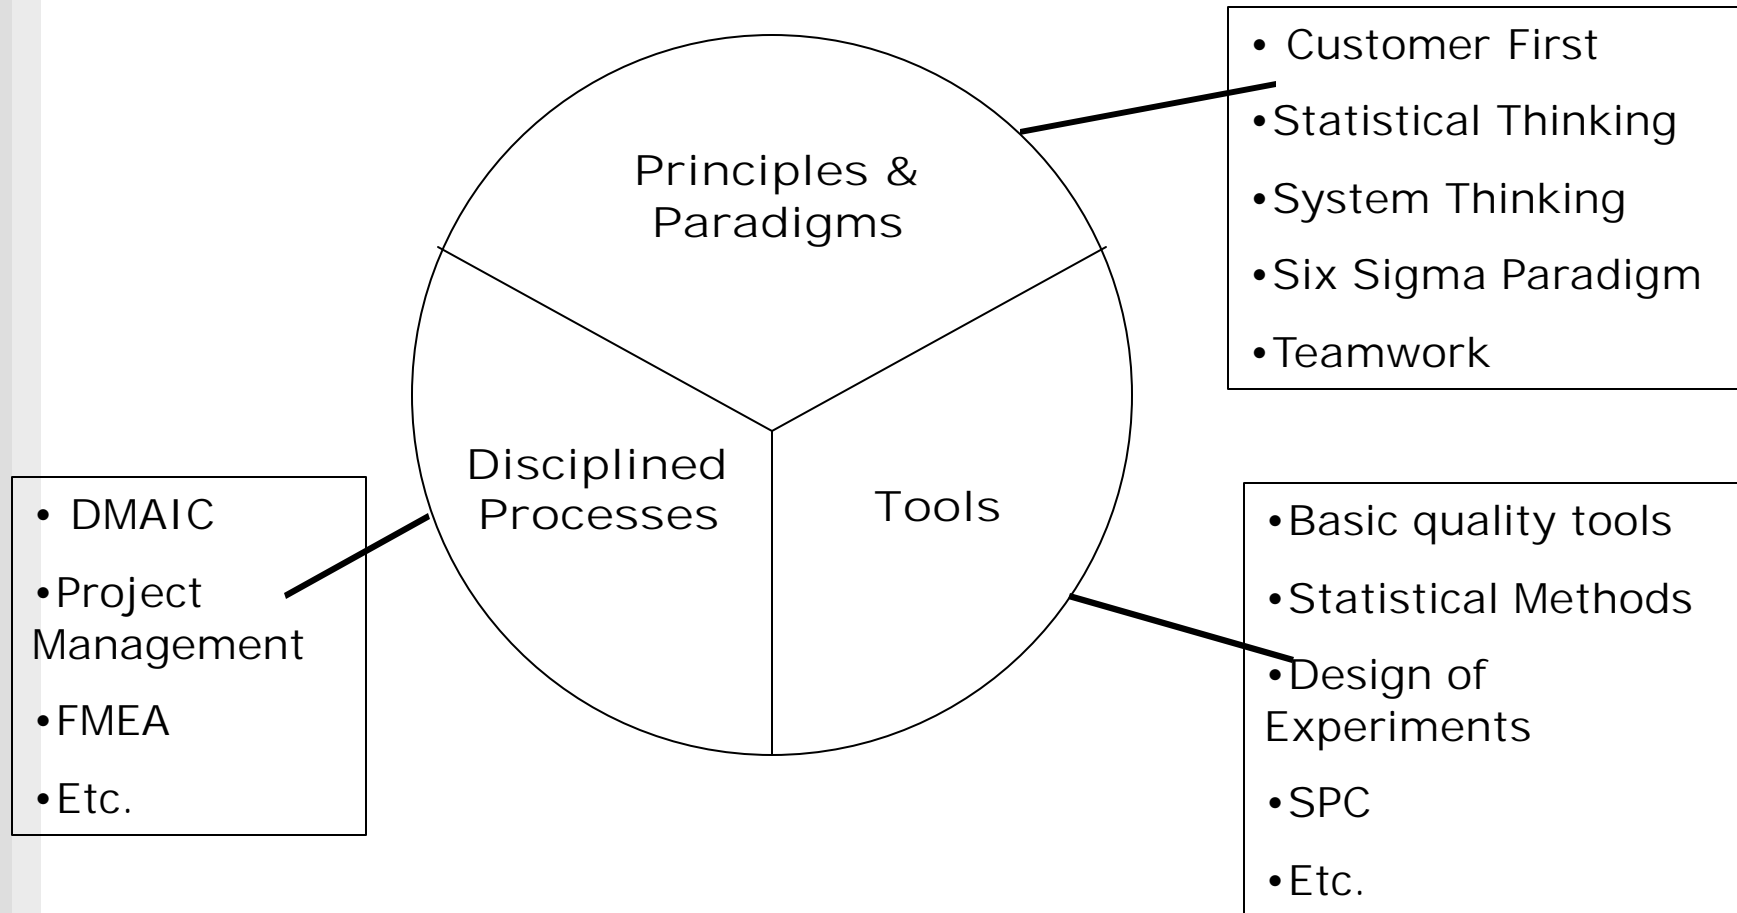 Principles &
Paradigms
• Customer First
•Statistical Thinking
•System Thinking
•Six Sigma Paradigm
•Teamwork
Disciplined
Processes
• DMAIC
•Project
Management
•FMEA
•Etc.
Tools
•Basic quality tools
•Statistical Methods
•Design of
Experiments
•SPC
•Etc.